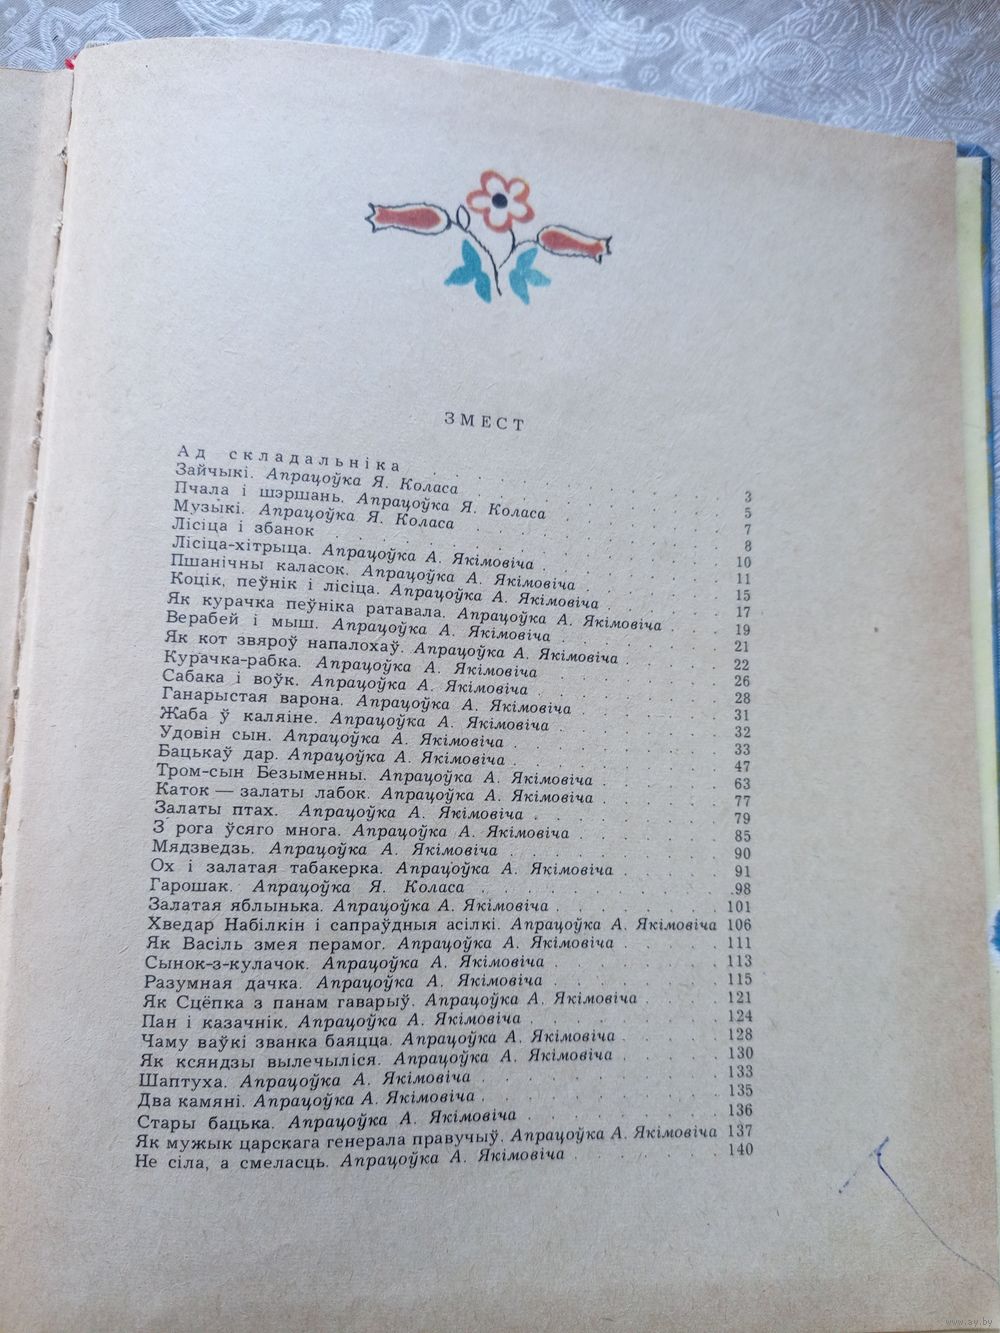 ЗМЕСТ
Ад складальніка . . . 3
Зайчыкі. Апрацоўка Я. Коласа . . . 5
Пчала і шэршань. Апрацоўка Я. Коласа . . . 7
Музыкі. Апрацоўка Я. Коласа . . . 8
Лісіца і збанок . . . 10
Лісіца-хітрыца. Апрацоўка А. Якімовіча . . . 11
Пшанічны каласок. Апрацоўка А. Якімовіча . . . 15
Коцік, пеўнік і лісіца. Апрацоўка А. Якімовіча . . . 17
Як курачка пеўніка ратавала. Апрацоўка А. Якімовіча . . . 19
Верабей і мыш. Апрацоўка А. Якімовіча . . . 21
Як кот звяроў напалохаў. Апрацоўка А. Якімовіча . . . 22
Курачка-рабка. Апрацоўка А. Якімовіча . . . 26
Сабака і воўк. Апрацоўка А. Якімовіча . . . 28
Ганарыстая варона. Апрацоўка А. Якімовіча . . . 31
Жаба ў каляіне. Апрацоўка А. Якімовіча . . . 32
Удовін сын. Апрацоўка А. Якімовіча . . . 33
Бацькаў дар. Апрацоўка А. Якімовіча . . . 47
Тром-сын Безыменны. Апрацоўка А. Якімовіча . . . 63
Каток — залаты лабок. Апрацоўка А. Якімовіча . . . 77
Залаты птах. Апрацоўка А. Якімовіча . . . 79
З рога ўсяго многа. Апрацоўка А. Якімовіча . . . 85
Мядзведзь. Апрацоўка А. Якімовіча . . . 90
Ох і залатая табакерка. Апрацоўка А. Якімовіча . . . 91
Гарошак. Апрацоўка Я. Коласа . . . 98
Залатая яблынька. Апрацоўка А. Якімовіча . . . 101
Хведар Набілкін і сапраўдныя асілкі. Апрацоўка А. Якімовіча 106
Як Васіль змея перамог. Апрацоўка А. Якімовіча . . . 111
Сынок-з-кулачок. Апрацоўка А. Якімовіча . . . 113
Разумная дачка. Апрацоўка А. Якімовіча . . . 115
Як Сцёпка з панам гаварыў. Апрацоўка А. Якімовіча . . . 121
Пан і казачнік. Апрацоўка А. Якімовіча . . . 124
Чаму ваўкі званка баяцца. Апрацоўка А. Якімовіча . . . 128
Як ксяндзы вылечыліся. Апрацоўка А. Якімовіча . . . 130
Шаптуха. Апрацоўка А. Якімовіча . . . 133
Два камяні. Апрацоўка А. Якімовіча . . . 135
Стары бацька. Апрацоўка А. Якімовіча . . . 136
Як мужык царскага генерала правучыў. Апрацоўка А. Якімовіча 137
Не сіла, а смеласць. Апрацоўка А. Якімовіча . . . 140
www.ay.by